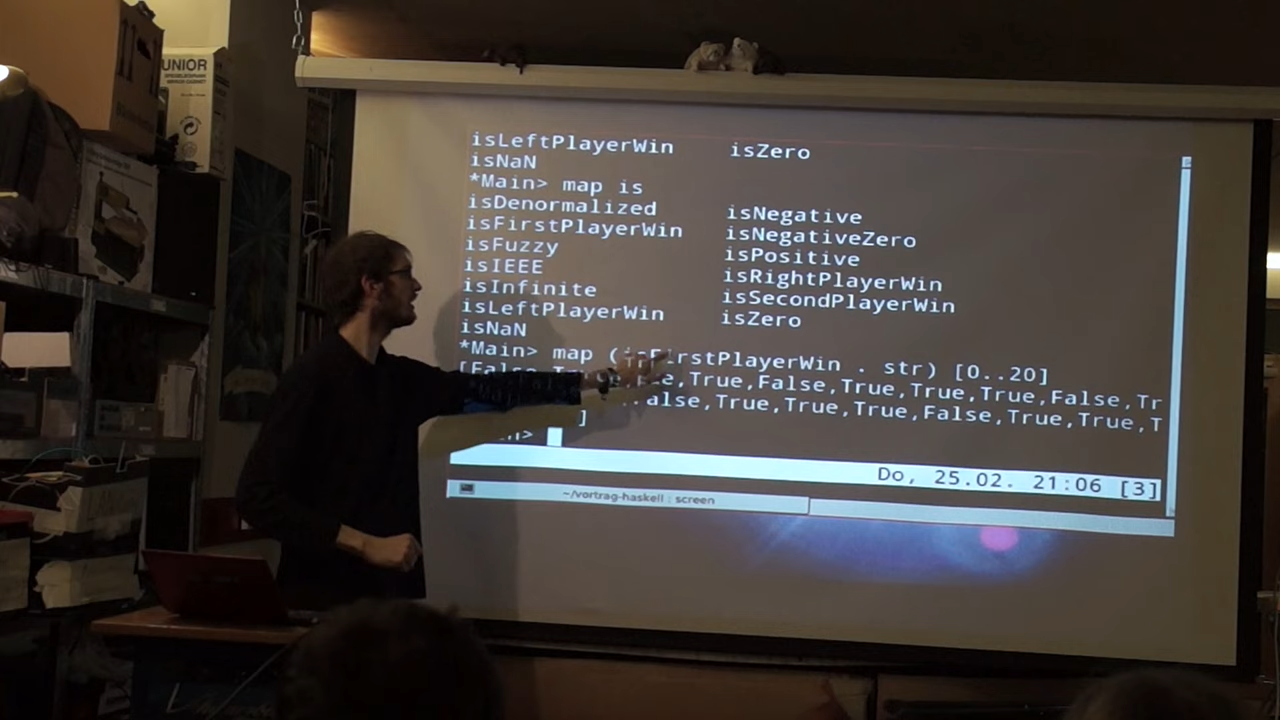 UNIOR
isLeftPlayerWin isZero
isNaN
*Main> map is
isDenormalized isNegative
isFirstPlayerWin isNegativeZero
isFuzzy isPositive
isIEEE isRightPlayerWin
isInfinite isSecondPlayerWin
isLeftPlayerWin isZero
isNaN
*Main> map (isFirstPlayerWin . str) [0..20]
[False, ,True,False,True,True,True,False,Tr
,True,True,True,False,True,True,T
]
Do, 25.02. 21:06 [3]
~/vortrag-haskell : screen